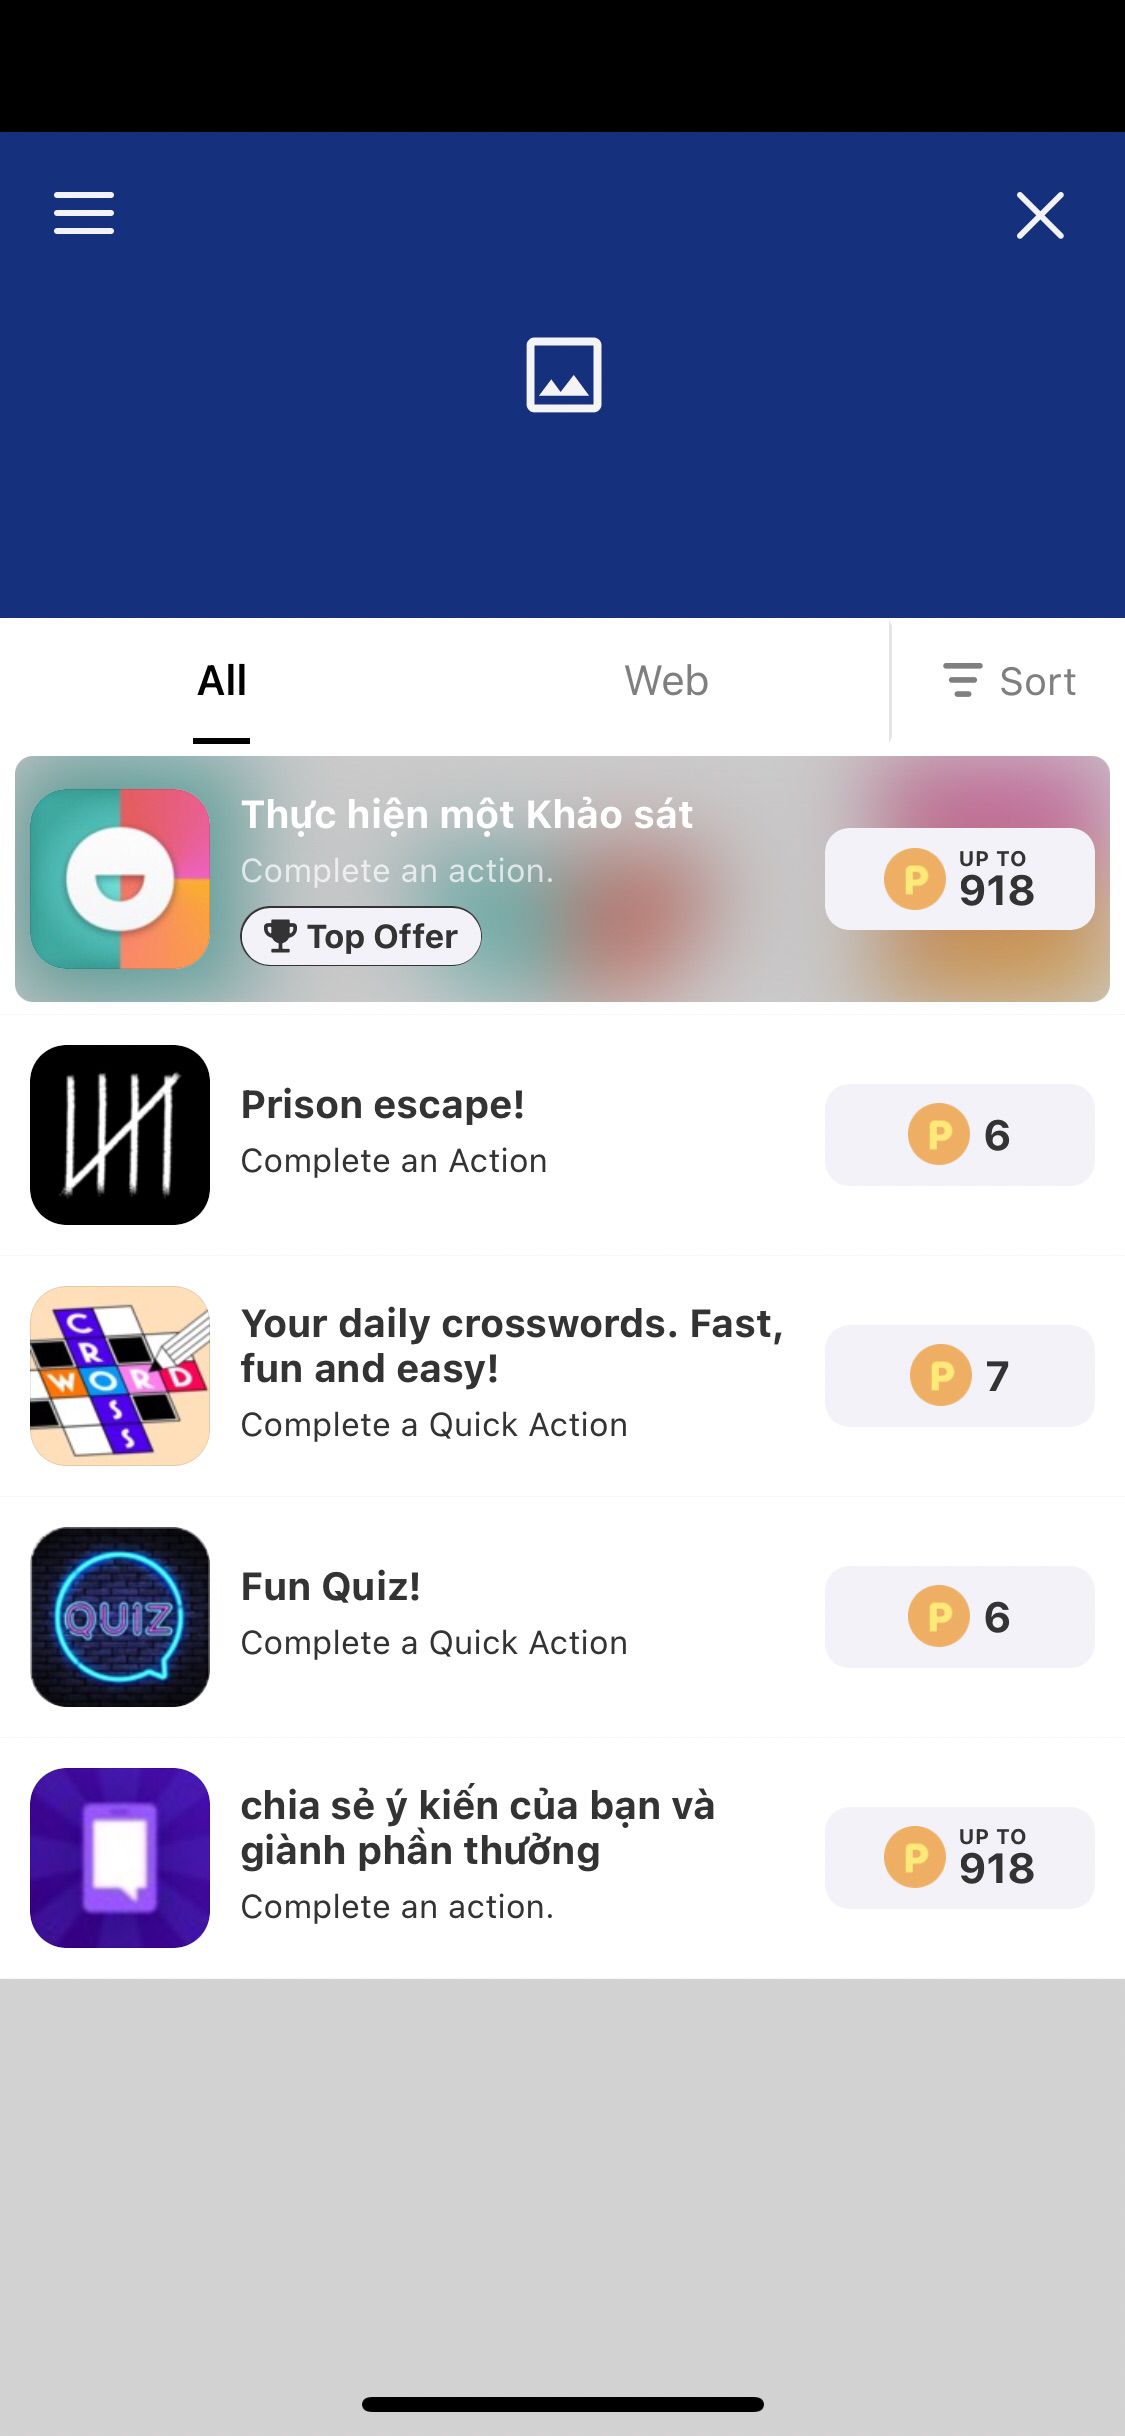 All
Web
Sort
Thực hiện một Khảo sát
Complete an action.
Top Offer
P
UP TO
918
Prison escape!
Complete an Action
P
6
CROSS
WORD
Your daily crosswords. Fast,
fun and easy!
Complete a Quick Action
P
7
QUIZ
Fun Quiz!
Complete a Quick Action
P
6
chia sẻ ý kiến của bạn và
giành phần thưởng
Complete an action.
P
UP TO
918